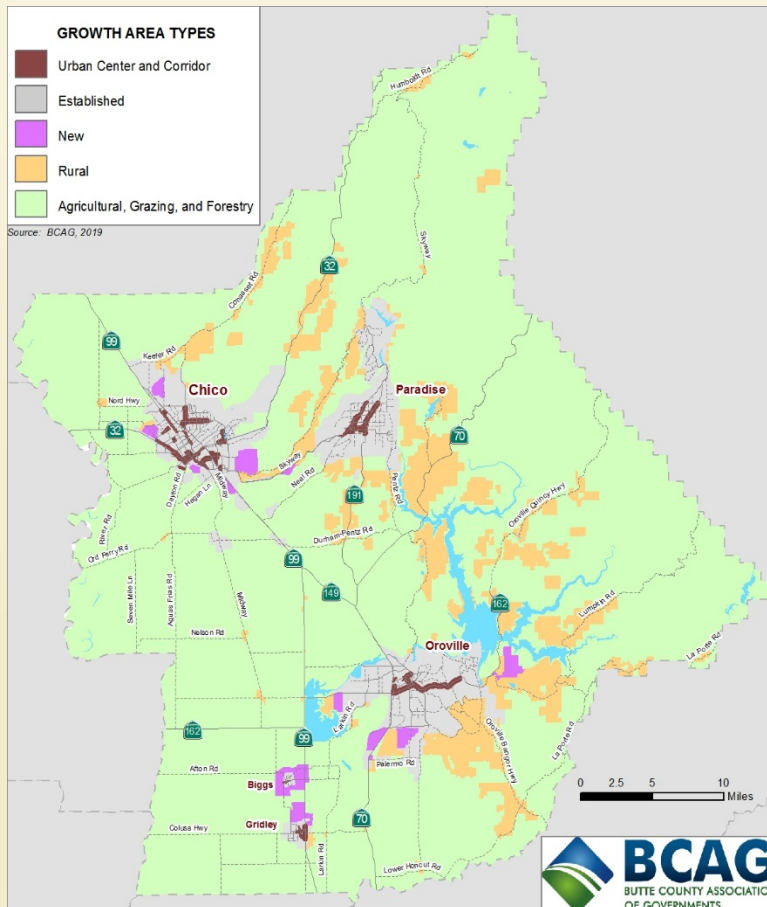 GROWTH AREA TYPES
Urban Center and Corridor
Established
New
Rural
Agricultural, Grazing, and Forestry
Source: BCAG, 2019
Humboldt Rd
Skyway
32
Cohasset Rd
99
Keefer Rd
Chico
Paradise
Nord Hwy
32
70
Skyway
Neal Rd
Pentz Rd
191
Oroville Quincy Hwy
Dayton Rd
Hegan Ln
Midway
River Rd
Ord Ferry Rd
Durham-Pentz Rd
99
149
162
Seven Mile Ln
Aguas Frias Rd
Midway
Lumpkin Rd
Nelson Rd
La Porte Rd
Oroville
Larkin Rd
162
99
Oroville Bangor Hwy
La Porte Rd
Afton Rd
Palermo Rd
Biggs
0 2.5 5 10
Miles
Gridley
Colusa Hwy
70
Larkin Rd
Lower Honcut Rd
BCAG
BUTTE COUNTY ASSOCIATION
OF GOVERNMENTS